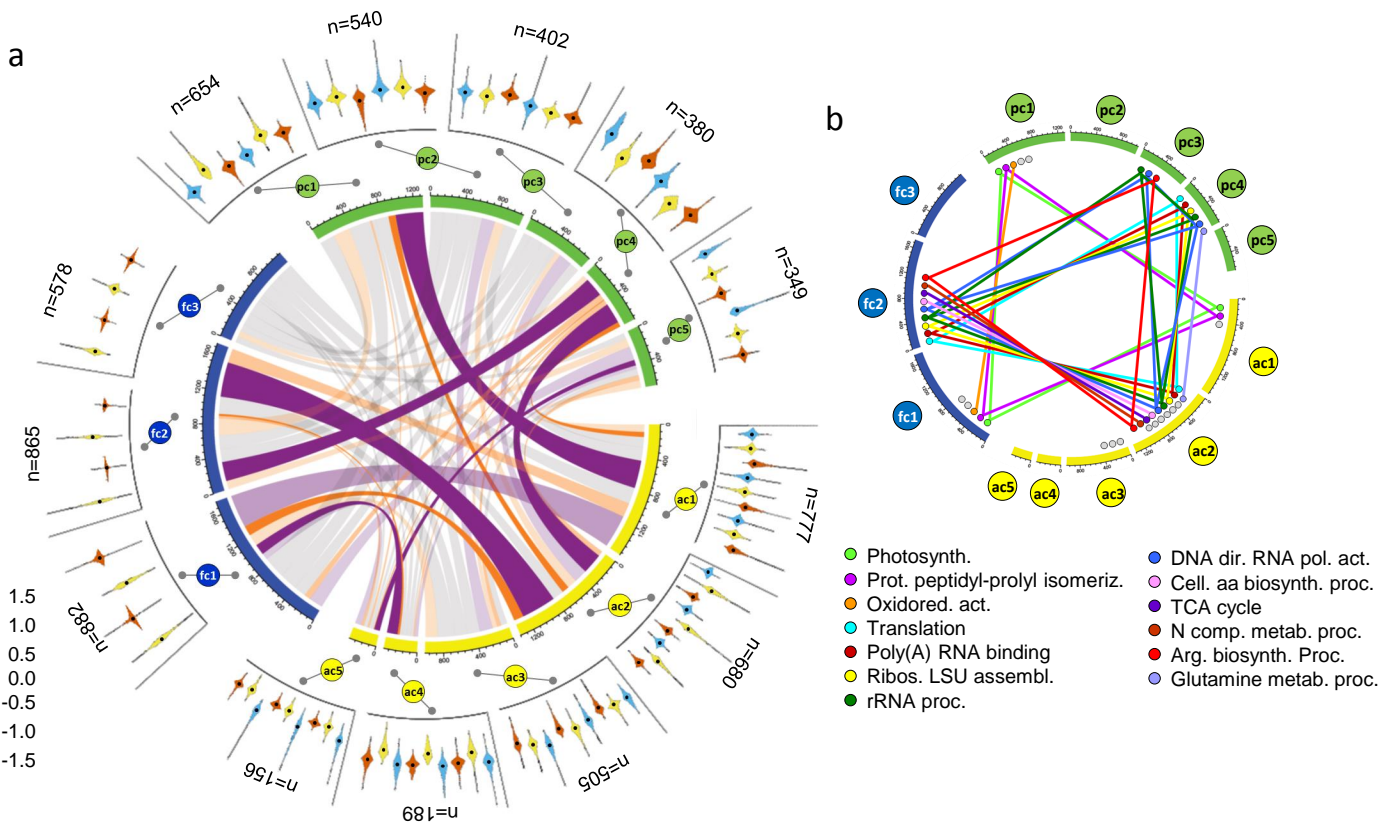 a
n=540
n=402
n=654
n=380
n=349
n=578
n=865
n=882
n=777
n=680
n=505
n=189
n=156
pc1
pc2
pc3
pc4
pc5
fc3
fc2
fc1
ac1
ac2
ac3
ac4
ac5
1.5
1.0
0.5
0.0
-0.5
-1.0
-1.5
b
pc1
pc2
pc3
pc4
pc5
fc3
fc2
fc1
ac1
ac2
ac3
ac4
ac5
Photosynth.
Prot. peptidyl-prolyl isomeriz.
Oxidored. act.
Translation
Poly(A) RNA binding
Ribos. LSU assembl.
rRNA proc.
DNA dir. RNA pol. act.
Cell. aa biosynth. proc.
TCA cycle
N comp. metab. proc.
Arg. biosynth. Proc.
Glutamine metab. proc.